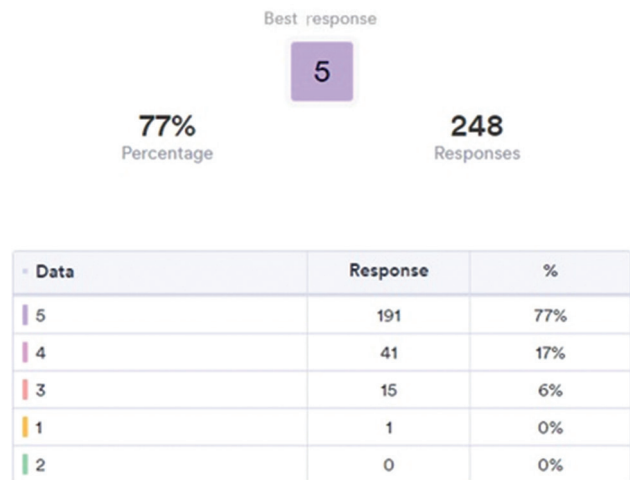 Best response
5
77% 248
Percentage Responses
Data Response %
5 191 77%
4 41 17%
3 15 6%
1 1 0%
2 0 0%